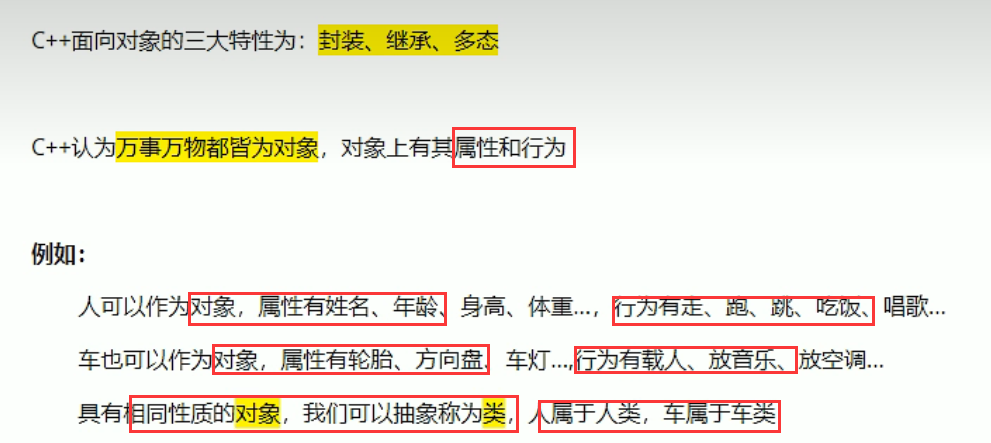 C++面向对象的三大特性为：封装、继承、多态
C++认为万事万物都皆为对象，对象上有其属性和行为
例如：
人可以作为对象，属性有姓名、年龄、身高、体重...，行为有走、跑、跳、吃饭、唱歌...
车也可以作为对象，属性有轮胎、方向盘、车灯...,行为有载人、放音乐、放空调...
具有相同性质的对象，我们可以抽象称为类，人属于人类，车属于车类